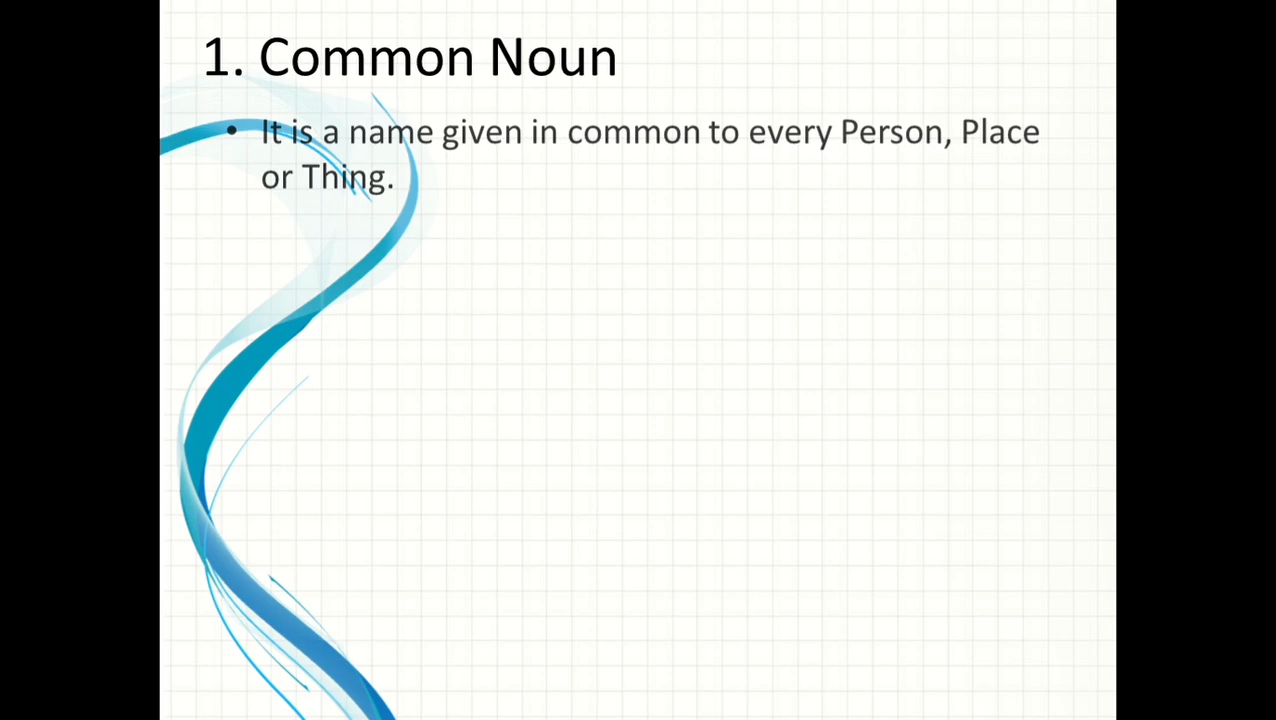 1. Common Noun
• It is a name given in common to every Person, Place
or Thing.